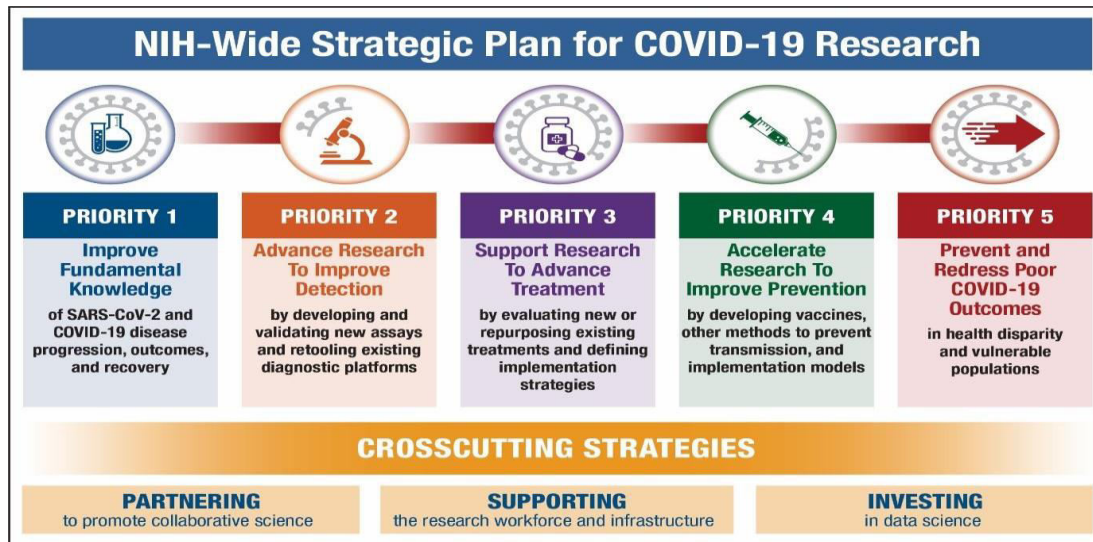 NIH-Wide Strategic Plan for COVID-19 Research
PRIORITY 1
Improve
Fundamental
Knowledge
of SARS-CoV-2 and
COVID-19 disease
progression, outcomes,
and recovery
PRIORITY 2
Advance Research
To Improve
Detection
by developing and
validating new assays
and retooling existing
diagnostic platforms
PRIORITY 3
Support Research
To Advance
Treatment
by evaluating new or
repurposing existing
treatments and defining
implementation
strategies
PRIORITY 4
Accelerate
Research To
Improve Prevention
by developing vaccines,
other methods to prevent
transmission, and
implementation models
PRIORITY 5
Prevent and
Redress Poor
COVID-19
Outcomes
in health disparity
and vulnerable
populations
CROSSCUTTING STRATEGIES
PARTNERING
to promote collaborative science
SUPPORTING
the research workforce and infrastructure
INVESTING
in data science